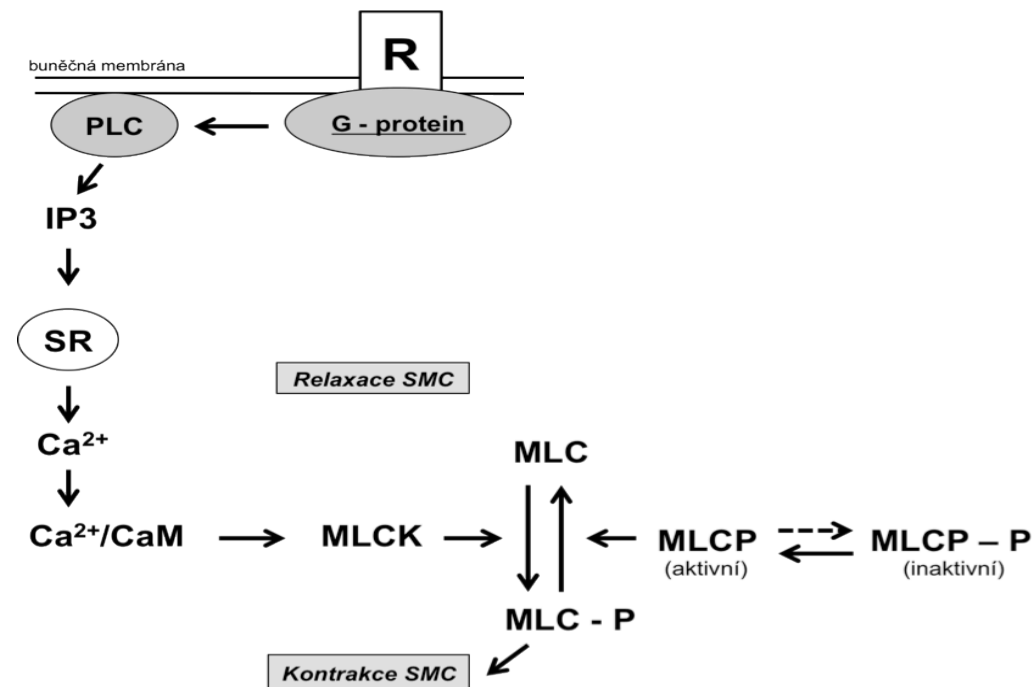 R
buněčná membrána
PLC
G - protein
IP3
SR
Relaxace SMC
Ca²⁺
MLC
Ca²⁺/CaM
MLCK
MLCP
(aktivní)
MLCP – P
(inaktivní)
MLC - P
Kontrakce SMC